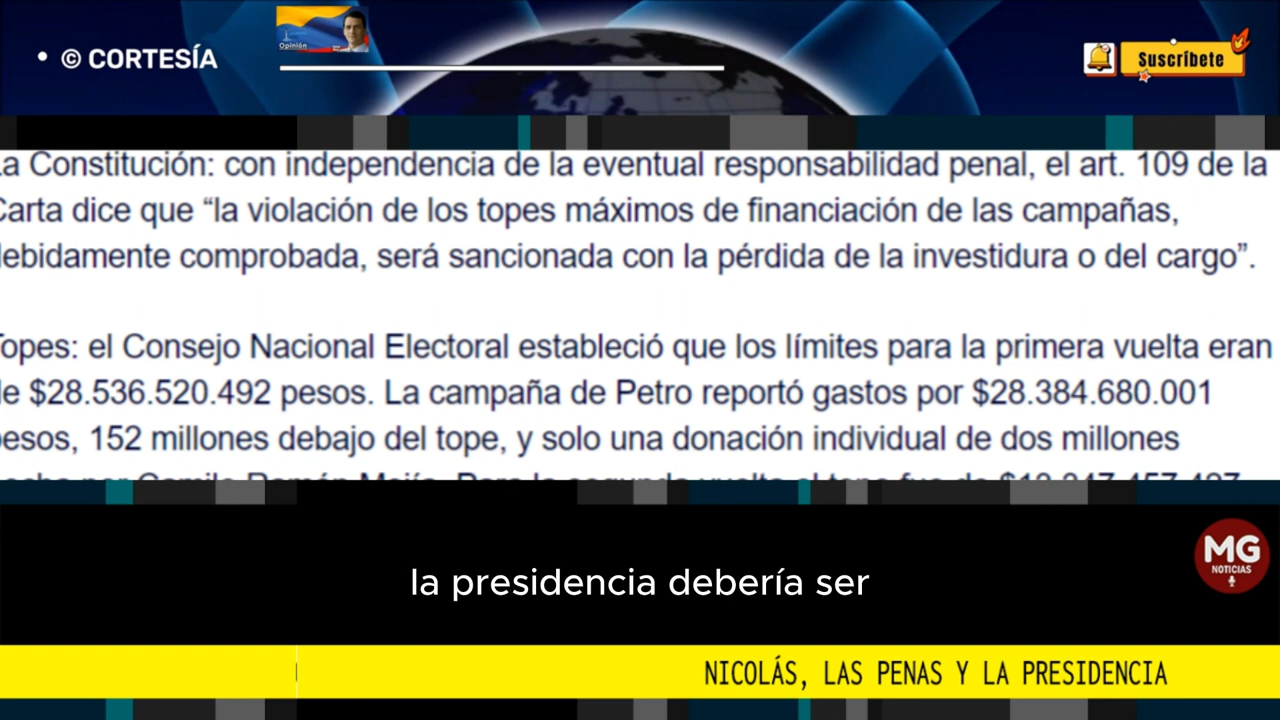 • © CORTESÍA
Opinión
Suscríbete
a Constitución: con independencia de la eventual responsabilidad penal, el art. 109 de la
Carta dice que “la violación de los topes máximos de financiación de las campañas,
debidamente comprobada, será sancionada con la pérdida de la investidura o del cargo”.
Topes: el Consejo Nacional Electoral estableció que los límites para la primera vuelta eran
de $28.536.520.492 pesos. La campaña de Petro reportó gastos por $28.384.680.001
pesos, 152 millones debajo del tope, y solo una donación individual de dos millones
MG
NOTICIAS
la presidencia debería ser
NICOLÁS, LAS PENAS Y LA PRESIDENCIA